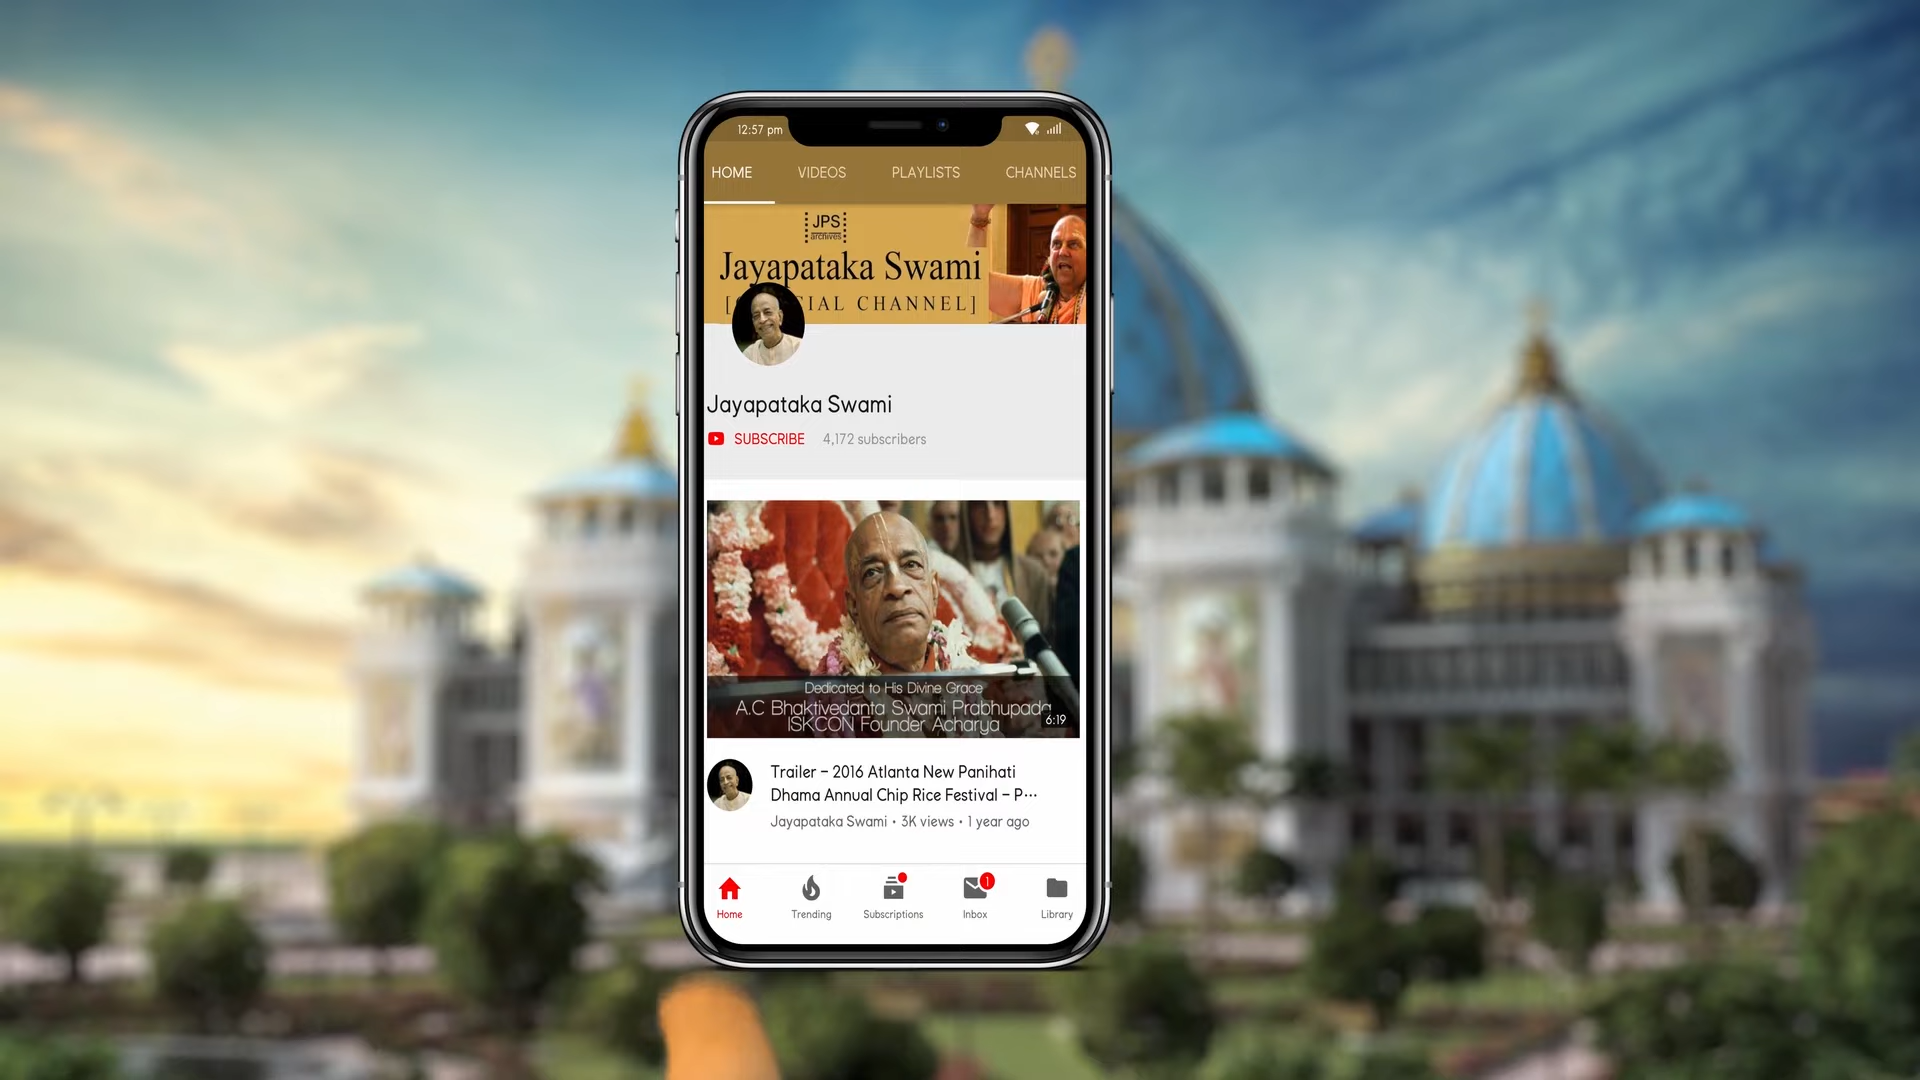 12:57 pm
HOME VIDEOS PLAYLISTS CHANNELS
JPS
archives
Jayapataka Swami
CIAL CHANNEL]
Jayapataka Swami
SUBSCRIBE 4,172 subscribers
Dedicated to His Divine Grace
A.C Bhaktivedanta Swami Prabhupada
ISKCON Founder Acharya
6:19
Trailer – 2016 Atlanta New Panihati
Dhama Annual Chip Rice Festival – P...
Jayapataka Swami • 3K views • 1 year ago
1
Home Trending Subscriptions Inbox Library